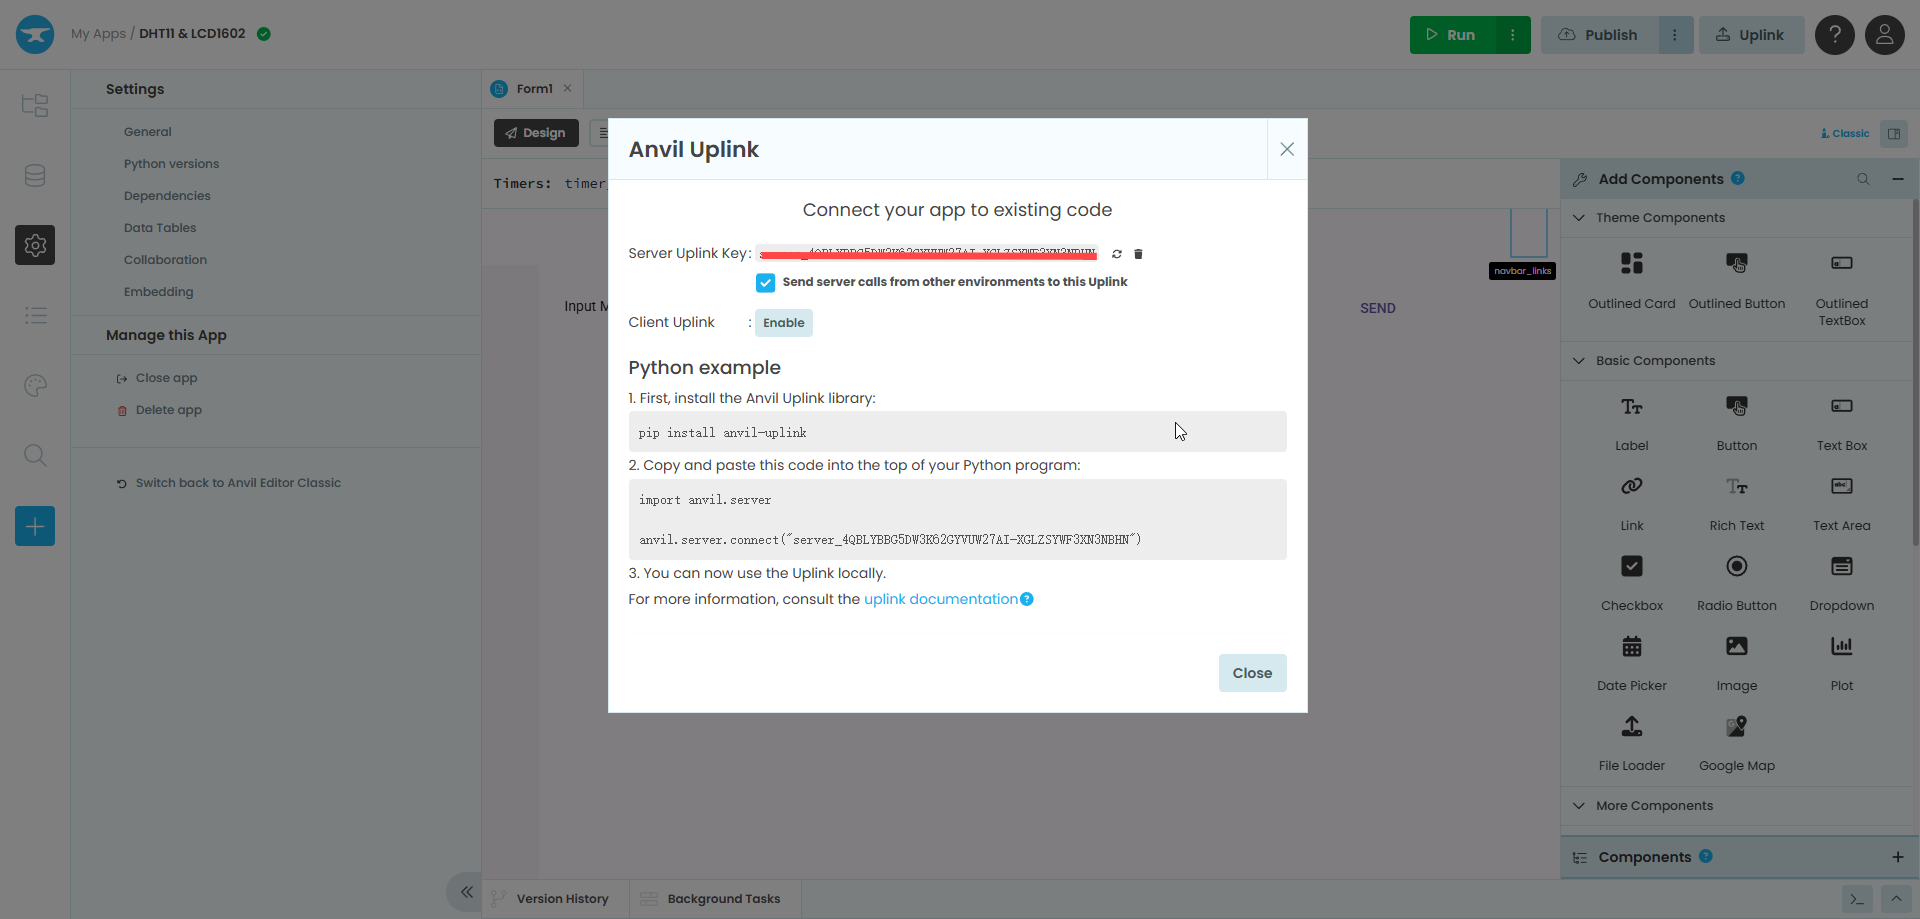 My Apps / DHT11 & LCD1602
Run
Publish
Uplink
?
Settings
General
Python versions
Dependencies
Data Tables
Collaboration
Embedding
Manage this App
Close app
Delete app
Switch back to Anvil Editor Classic
Form1
Design
Classic
Timers: timer_
Input M
SEND
navbar_links
Anvil Uplink
Connect your app to existing code
Server Uplink Key:
Send server calls from other environments to this Uplink
Client Uplink : Enable
Python example
1. First, install the Anvil Uplink library:
pip install anvil-uplink
2. Copy and paste this code into the top of your Python program:
import anvil.server
anvil.server.connect("server_4QBLYBBG5DW3K62GYVUW27AI-XGLZSYWF3XN3NBHN")
3. You can now use the Uplink locally.
For more information, consult the uplink documentation ?
Close
Add Components ?
Theme Components
Outlined Card
Outlined Button
Outlined TextBox
Basic Components
Label
Button
Text Box
Link
Rich Text
Text Area
Checkbox
Radio Button
Dropdown
Date Picker
Image
Plot
File Loader
Google Map
More Components
Components ?
Version History
Background Tasks